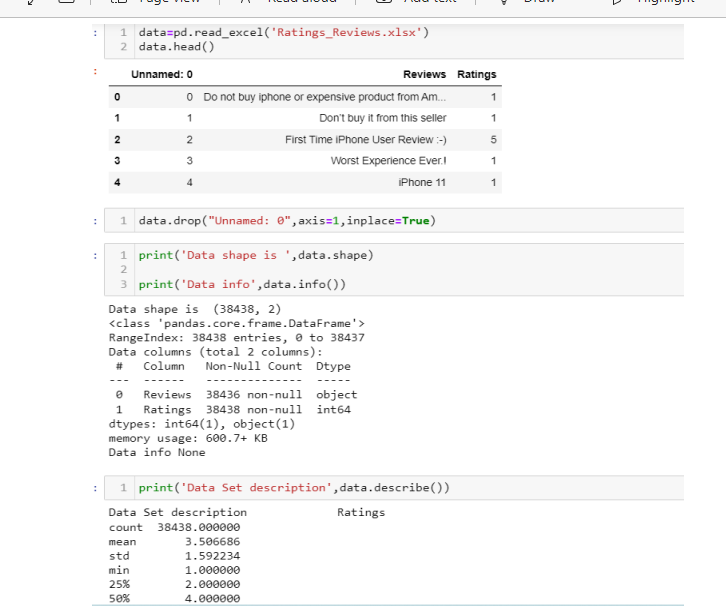 : 1 data=pd.read_excel('Ratings_Reviews.xlsx')
2 data.head()
:
Unnamed: 0 Reviews Ratings
0 0 Do not buy iphone or expensive product from Am... 1
1 1 Don't buy it from this seller 1
2 2 First Time iPhone User Review :-) 5
3 3 Worst Experience Ever.! 1
4 4 iPhone 11 1
: 1 data.drop("Unnamed: 0",axis=1,inplace=True)
: 1 print('Data shape is ',data.shape)
2
3 print('Data info',data.info())
Data shape is  (38438, 2)
<class 'pandas.core.frame.DataFrame'>
RangeIndex: 38438 entries, 0 to 38437
Data columns (total 2 columns):
#   Column   Non-Null Count  Dtype
---  ------   --------------  -----
0   Reviews  38436 non-null  object
1   Ratings  38438 non-null  int64
dtypes: int64(1), object(1)
memory usage: 600.7+ KB
Data info None
: 1 print('Data Set description',data.describe())
Data Set description             Ratings
count  38438.000000
mean       3.506686
std        1.592234
min        1.000000
25%        2.000000
50%        4.000000